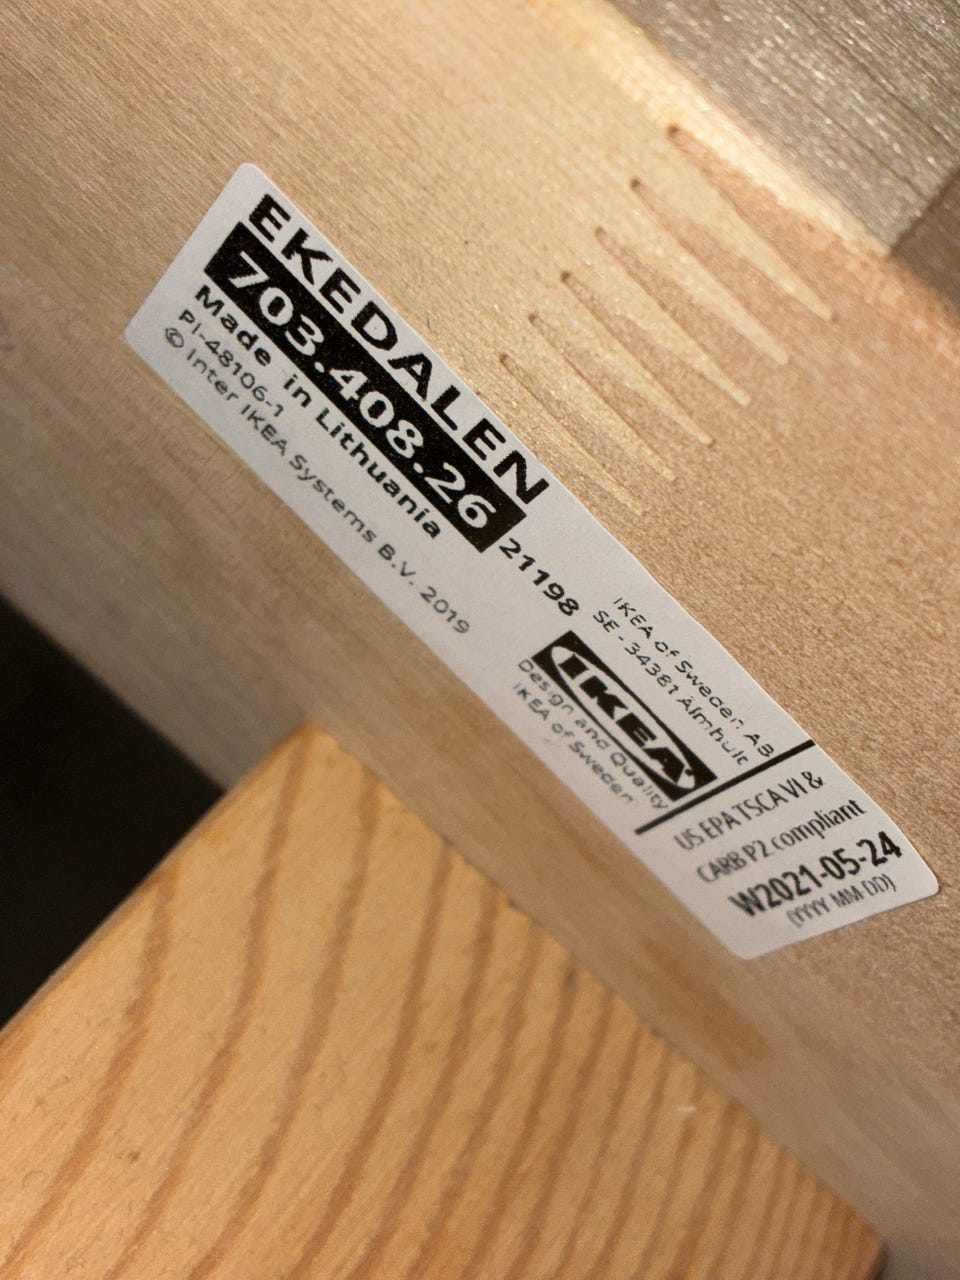 EKEDALEN
703.408.26
21198
Made in Lithuania
PI-48106-1
© Inter IKEA Systems B.V. 2019
IKEA of Sweden AB
SE - 34381 Älmhult
IKEA
Design and Quality
IKEA of Sweden
US EPA TSCA VI &
CARB P2 compliant
W2021-05-24
(YYYY-MM-DD)